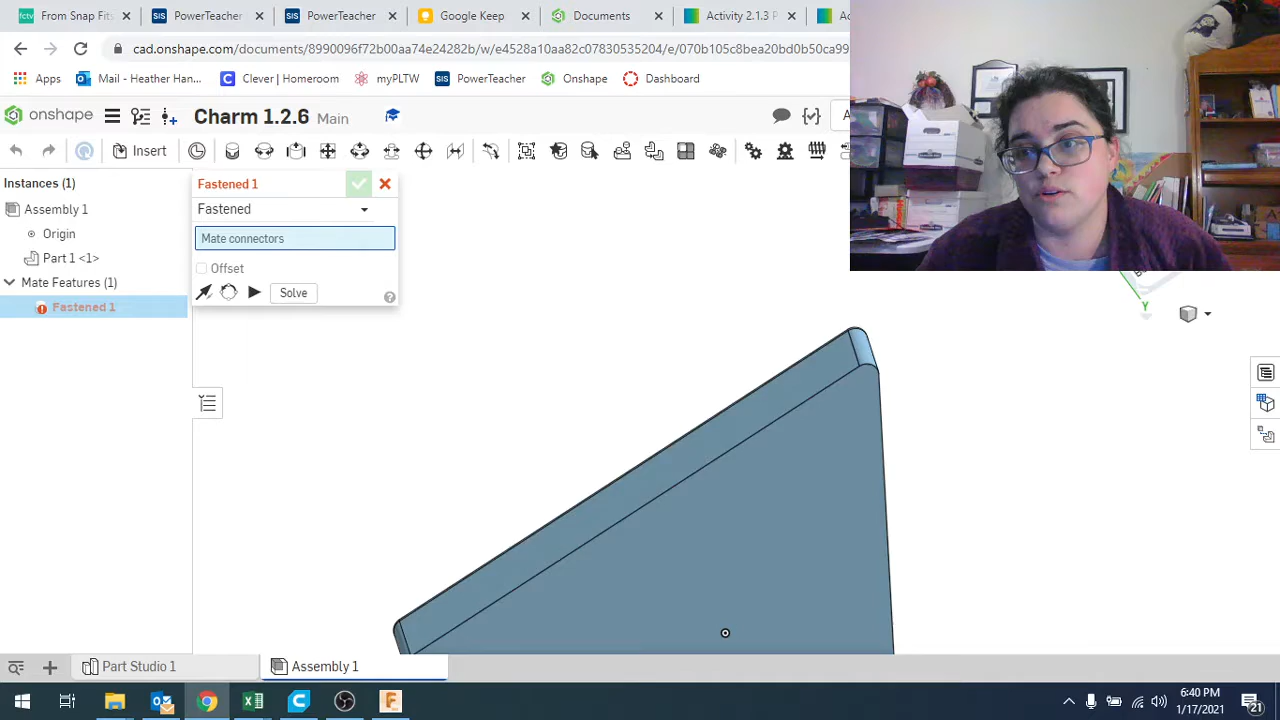 From Snap Fits
PowerTeacher
PowerTeacher
Google Keep
Documents
Activity 2.1.3 P
Ac
cad.onshape.com/documents/8990096f72b00aa74e24282b/w/e4528a10aa82c07830535204/e/070b105c8bea20bd0b50ca99
Apps
Mail - Heather Han...
Clever | Homeroom
myPLTW
PowerTeacher
Onshape
Dashboard
onshape
Charm 1.2.6 Main
A
Insert
Instances (1)
Assembly 1
Origin
Part 1 <1>
Mate Features (1)
Fastened 1
Fastened 1
Fastened
Mate connectors
Offset
Solve
Y
Part Studio 1
Assembly 1
6:40 PM
1/17/2021
21